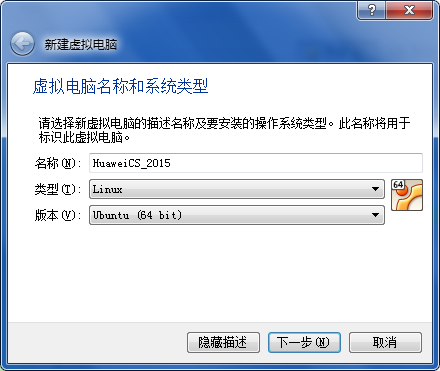 新建虚拟电脑
虚拟电脑名称和系统类型
请选择新虚拟电脑的描述名称及要安装的操作系统类型。此名称将用于
标识此虚拟电脑。
名称(N): HuaweiCS_2015
类型(T): Linux
64
版本(V): Ubuntu (64 bit)
隐藏描述 下一步(N) 取消